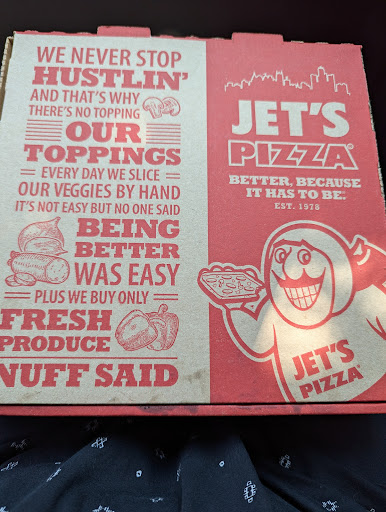 WE NEVER STOP
HUSTLIN'
AND THAT'S WHY
THERE'S NO TOPPING
OUR
TOPPINGS
EVERY DAY WE SLICE
OUR VEGGIES BY HAND
IT'S NOT EASY BUT NO ONE SAID
BEING
BETTER
WAS EASY
PLUS WE BUY ONLY
FRESH
PRODUCE
NUFF SAID
JET'S
PIZZA®
BETTER, BECAUSE
IT HAS TO BE.®
EST. 1978
JET'S
PIZZA®